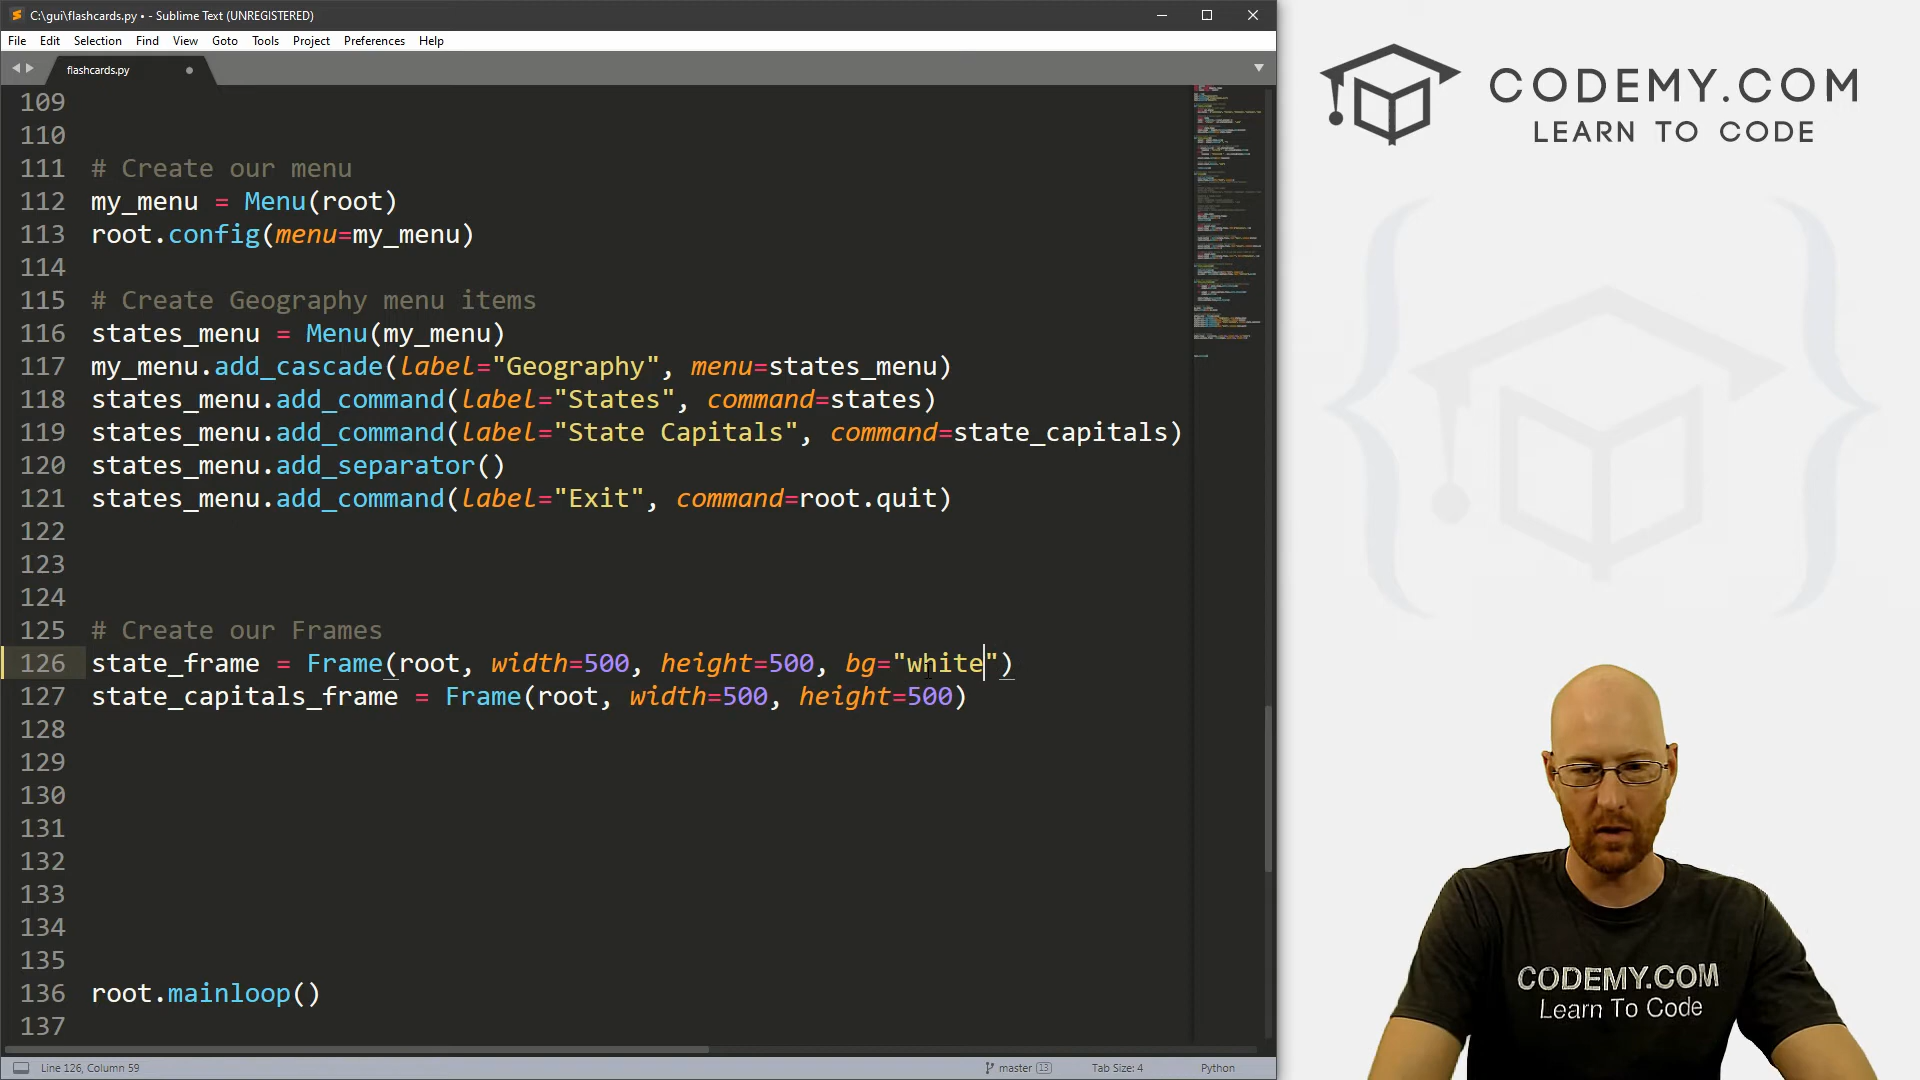 C:\gui\flashcards.py • - Sublime Text (UNREGISTERED)
File Edit Selection Find View Goto Tools Project Preferences Help
flashcards.py
109
110
111 # Create our menu
112 my_menu = Menu(root)
113 root.config(menu=my_menu)
114
115 # Create Geography menu items
116 states_menu = Menu(my_menu)
117 my_menu.add_cascade(label="Geography", menu=states_menu)
118 states_menu.add_command(label="States", command=states)
119 states_menu.add_command(label="State Capitals", command=state_capitals)
120 states_menu.add_separator()
121 states_menu.add_command(label="Exit", command=root.quit)
122
123
124
125 # Create our Frames
126 state_frame = Frame(root, width=500, height=500, bg="white")
127 state_capitals_frame = Frame(root, width=500, height=500)
128
129
130
131
132
133
134
135
136 root.mainloop()
137
Line 126, Column 59
master 13
Tab Size: 4
Python
CODEMY.COM
LEARN TO CODE
CODEMY.COM
Learn To Code